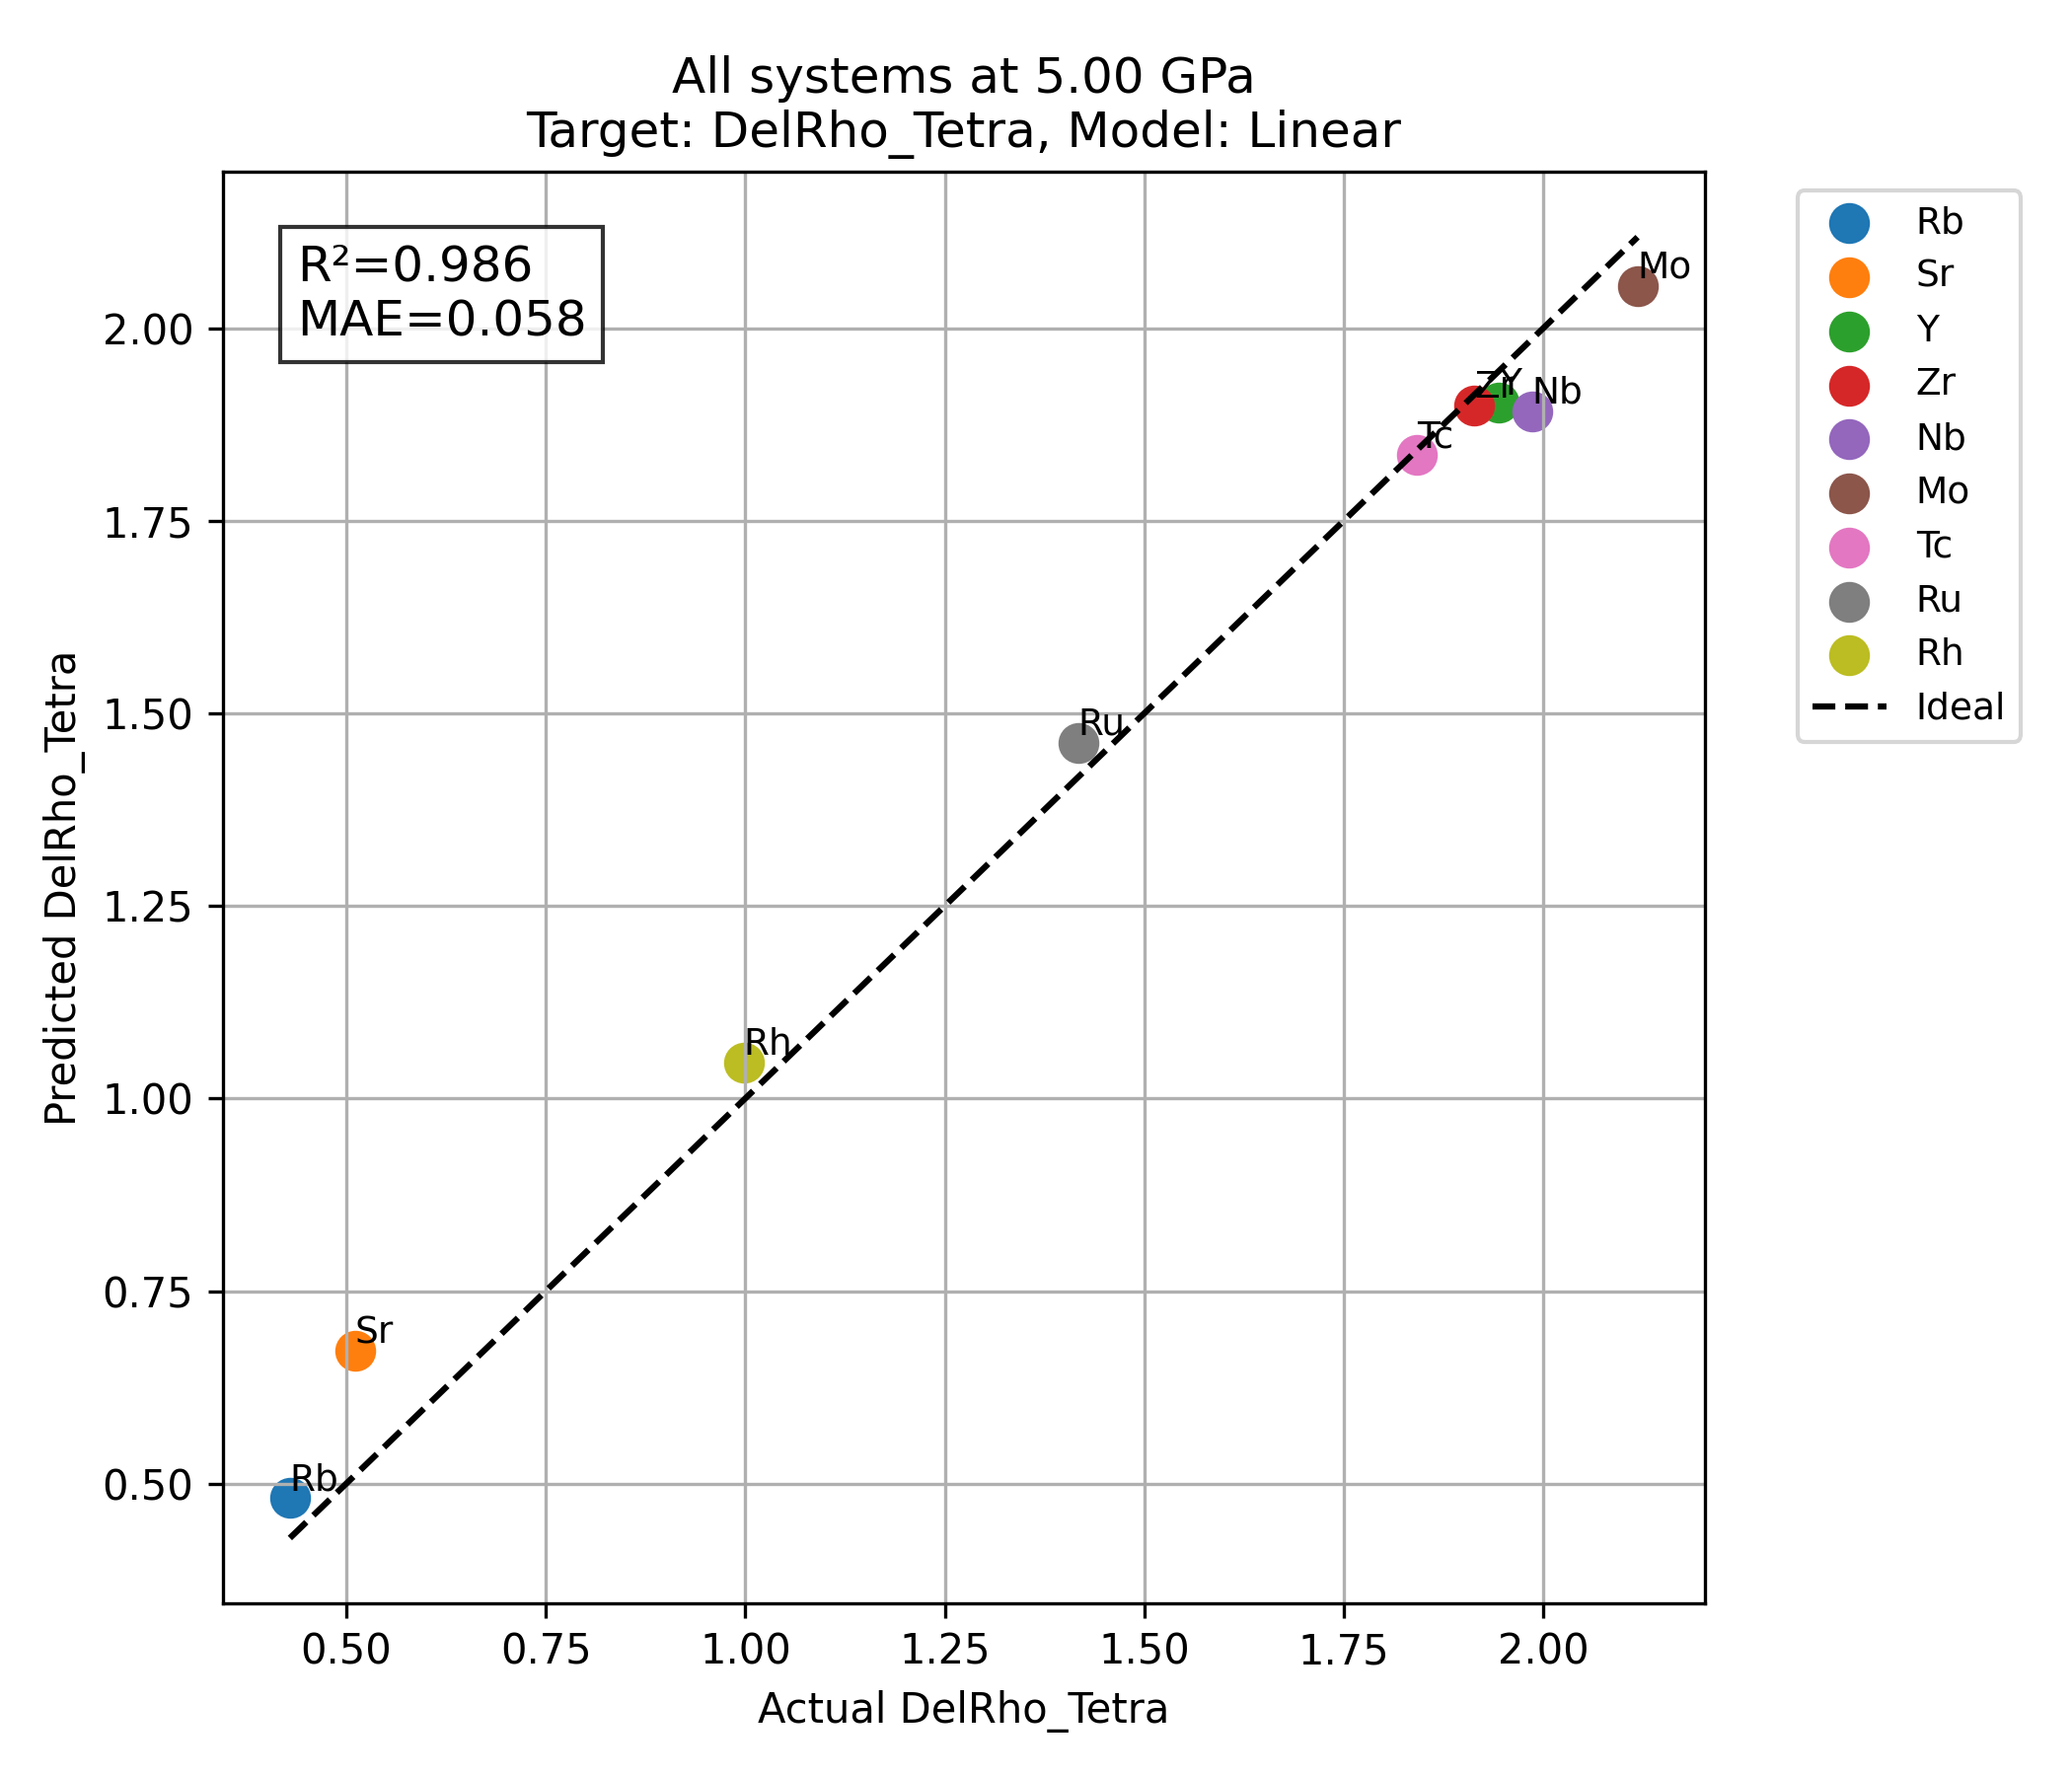 All systems at 5.00 GPa
Target: DelRho_Tetra, Model: Linear
R²=0.986
MAE=0.058
Predicted DelRho_Tetra
2.00
1.75
1.50
1.25
1.00
0.75
0.50
Mo
Zr
Y
Nb
Tc
Ru
Rh
Sr
Rb
0.50 0.75 1.00 1.25 1.50 1.75 2.00
Actual DelRho_Tetra
Rb
Sr
Y
Zr
Nb
Mo
Tc
Ru
Rh
Ideal